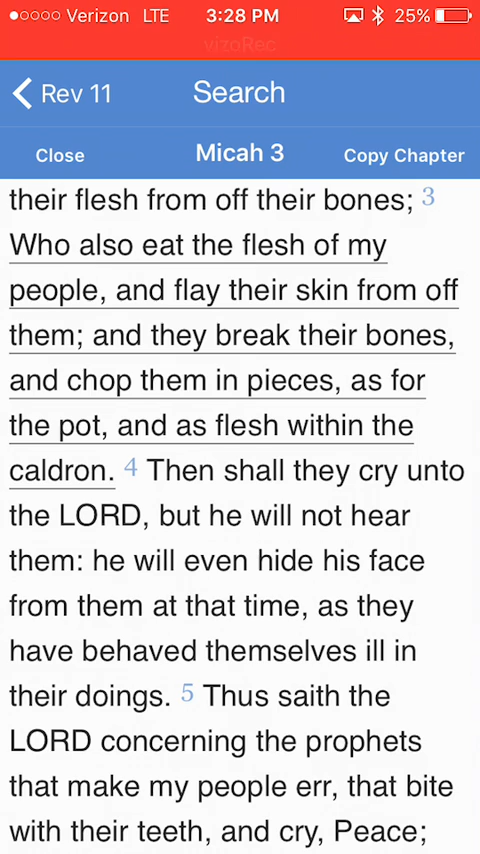 Verizon LTE 3:28 PM 25%
vizoRec
Rev 11 Search
Close Micah 3 Copy Chapter
their flesh from off their bones; 3
Who also eat the flesh of my
people, and flay their skin from off
them; and they break their bones,
and chop them in pieces, as for
the pot, and as flesh within the
caldron. 4 Then shall they cry unto
the LORD, but he will not hear
them: he will even hide his face
from them at that time, as they
have behaved themselves ill in
their doings. 5 Thus saith the
LORD concerning the prophets
that make my people err, that bite
with their teeth, and cry, Peace;